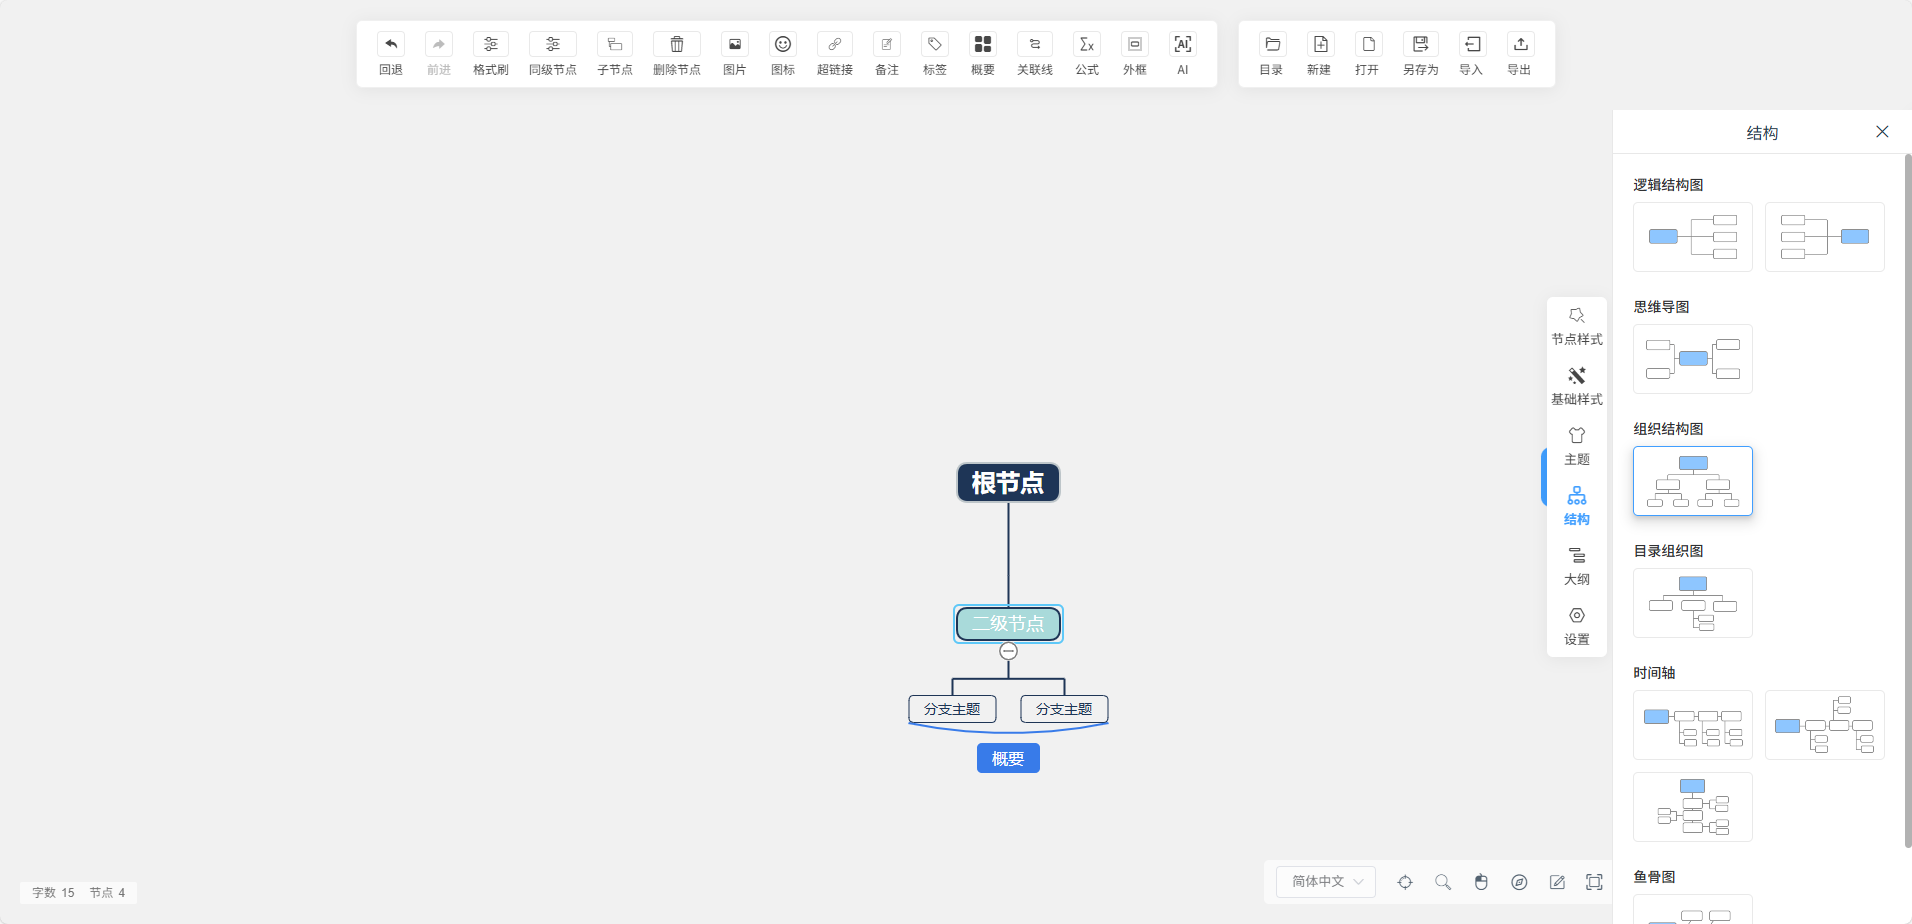 回退 前进 格式刷 同级节点 子节点 删除节点 图片 图标 超链接 备注 标签 概要 关联线 公式 外框 AI
目录 新建 打开 另存为 导入 导出
结构
逻辑结构图
思维导图
组织结构图
目录组织图
时间轴
鱼骨图
节点样式
基础样式
主题
结构
大纲
设置
根节点
二级节点
分支主题 分支主题
概要
字数 15 节点 4
简体中文